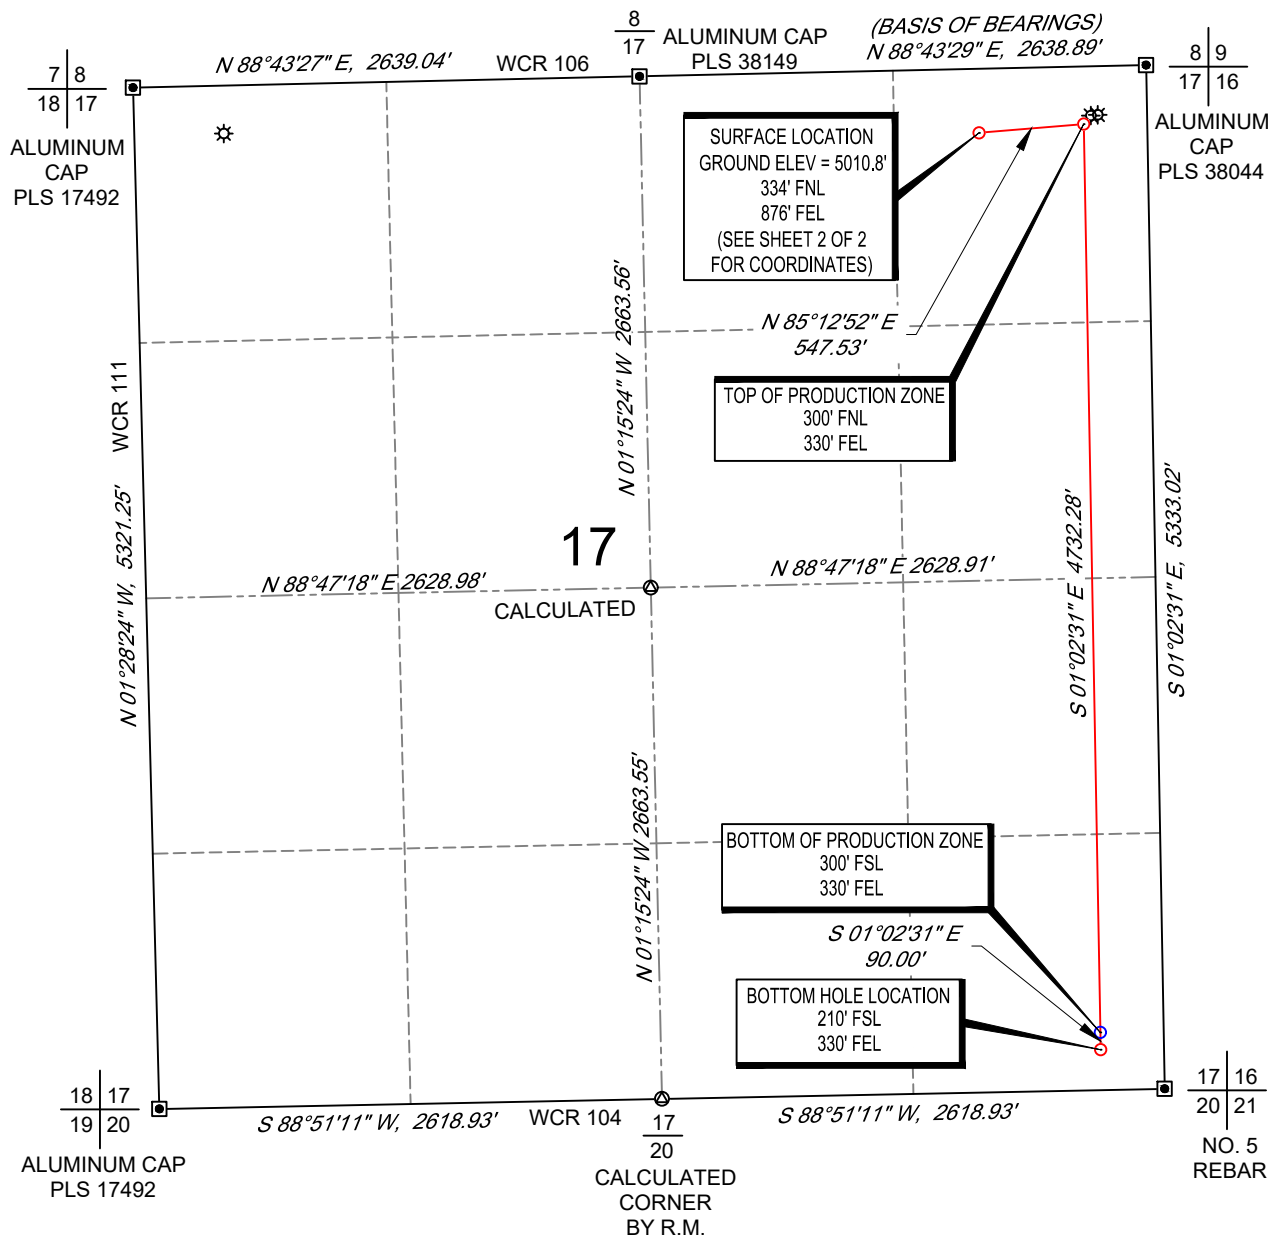 8
17
ALUMINUM CAP
PLS 38149
(BASIS OF BEARINGS)
N 88°43'29" E, 2638.89'
N 88°43'27" E, 2639.04'
WCR 106
7 8
18 17
ALUMINUM
CAP
PLS 17492
8 9
17 16
ALUMINUM
CAP
PLS 38044
SURFACE LOCATION
GROUND ELEV = 5010.8'
334' FNL
876' FEL
(SEE SHEET 2 OF 2
FOR COORDINATES)
N 01°15'24" W 2663.56'
N 85°12'52" E
547.53'
TOP OF PRODUCTION ZONE
300' FNL
330' FEL
WCR 111
N 01°28'24" W, 5321.25'
S 01°02'31" E 4732.28'
S 01°02'31" E, 5333.02'
17
N 88°47'18" E 2628.98'
N 88°47'18" E 2628.91'
CALCULATED
N 01°15'24" W 2663.55'
BOTTOM OF PRODUCTION ZONE
300' FSL
330' FEL
S 01°02'31" E
90.00'
BOTTOM HOLE LOCATION
210' FSL
330' FEL
18 17
19 20
ALUMINUM CAP
PLS 17492
S 88°51'11" W, 2618.93'
WCR 104
17
20
CALCULATED
CORNER
BY R.M.
S 88°51'11" W, 2618.93'
17 16
20 21
NO. 5
REBAR